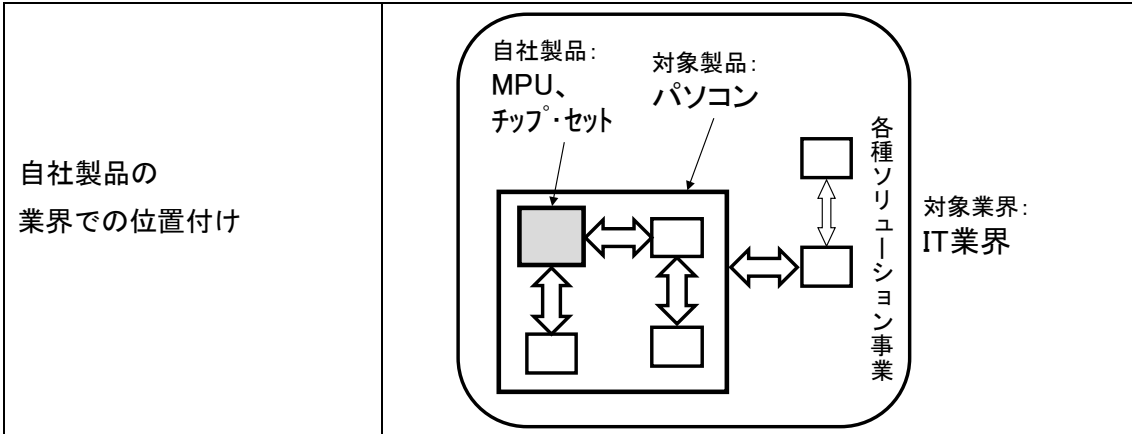 自社製品の
業界での位置付け
自社製品:
MPU、
チップ・セット
対象製品:
パソコン
各種ソリューション事業
対象業界:
IT業界